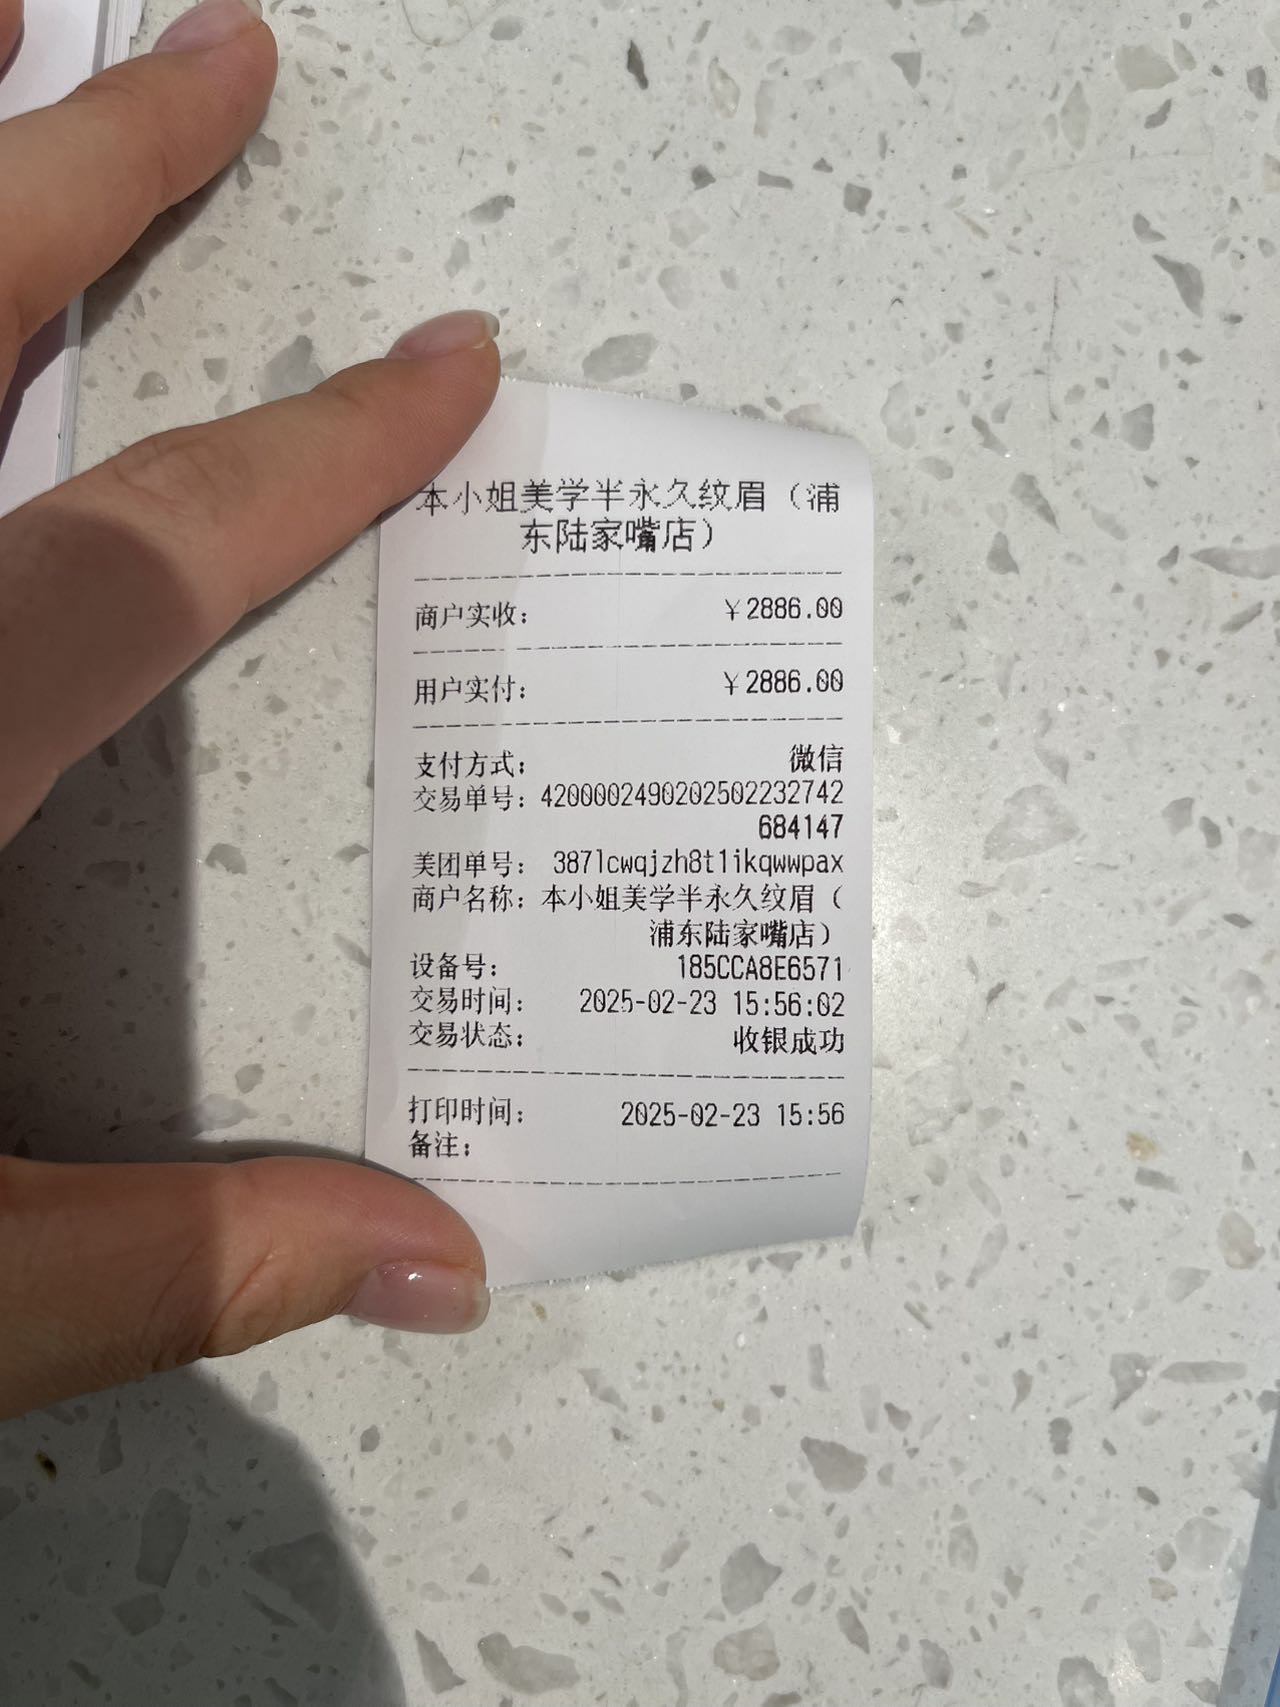 本小姐美学半永久纹眉（浦
东陆家嘴店）
商户实收： ￥2886.00
用户实付： ￥2886.00
支付方式： 微信
交易单号：4200002490202502232742
684147
美团单号： 387lcwqjzh8t1ikqwwpax
商户名称：本小姐美学半永久纹眉（
浦东陆家嘴店）
设备号： 185CCA8E6571
交易时间： 2025-02-23 15:56:02
交易状态： 收银成功
打印时间： 2025-02-23 15:56
备注：